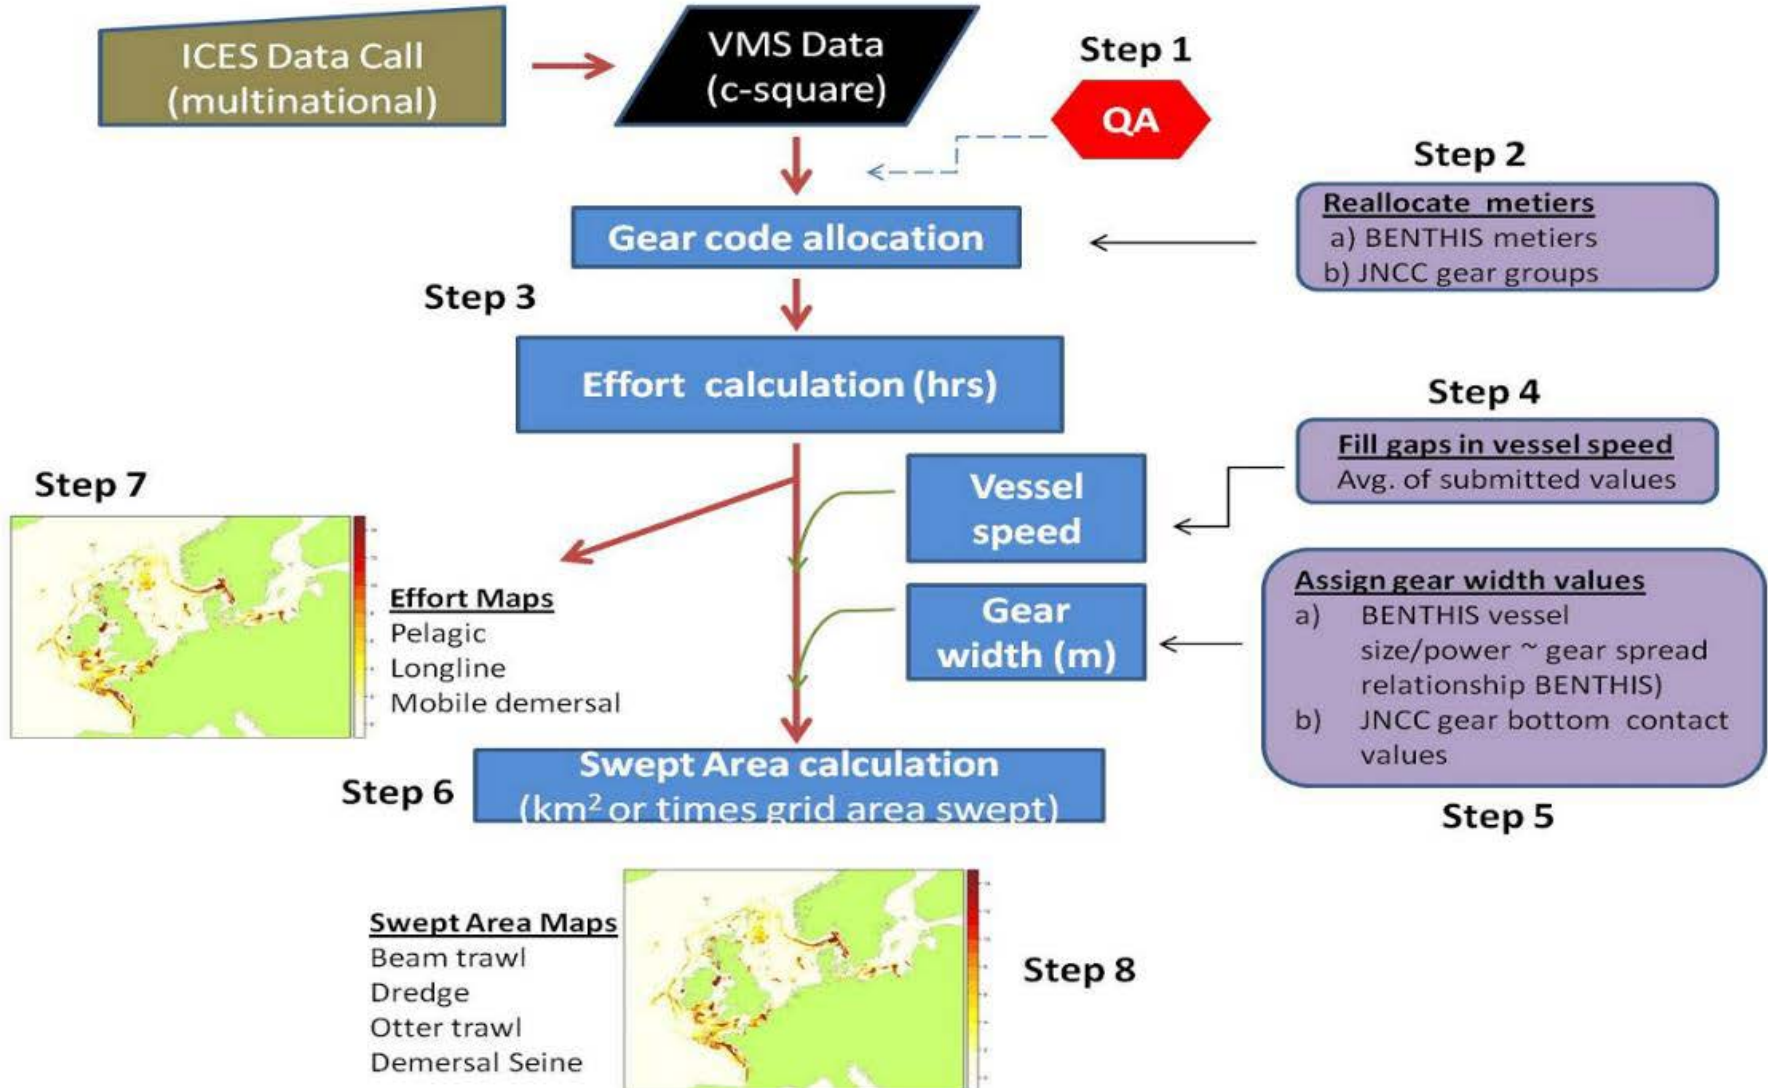 ICES Data Call
(multinational)
VMS Data
(c-square)
Step 1
QA
Step 2
Reallocate metiers
a) BENTHIS metiers
b) JNCC gear groups
Gear code allocation
Step 3
Effort calculation (hrs)
Step 4
Fill gaps in vessel speed
Avg. of submitted values
Vessel
speed
Step 7
Effort Maps
Pelagic
Longline
Mobile demersal
Gear
width (m)
Assign gear width values
a) BENTHIS vessel
size/power ~ gear spread
relationship BENTHIS)
b) JNCC gear bottom contact
values
Step 5
Step 6
Swept Area calculation
(km² or times grid area swept)
Swept Area Maps
Beam trawl
Dredge
Otter trawl
Demersal Seine
Step 8